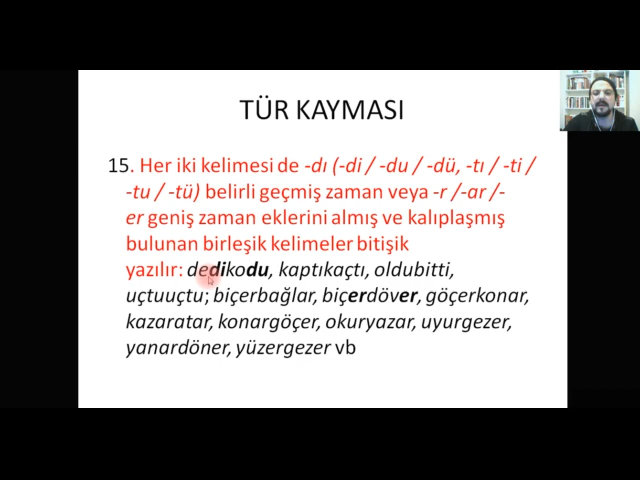 TÜR KAYMASI
15. Her iki kelimesi de -dı (-di / -du / -dü, -tı / -ti /
-tu / -tü) belirli geçmiş zaman veya -r /-ar /-
er geniş zaman eklerini almış ve kalıplaşmış
bulunan birleşik kelimeler bitişik
yazılır: dedikodu, kaptıkaçtı, oldubitti,
uçtuuçtu; biçerbağlar, biçerdöver, göçerkonar,
kazaratar, konargöçer, okuryazar, uyurgezer,
yanardöner, yüzergezer vb